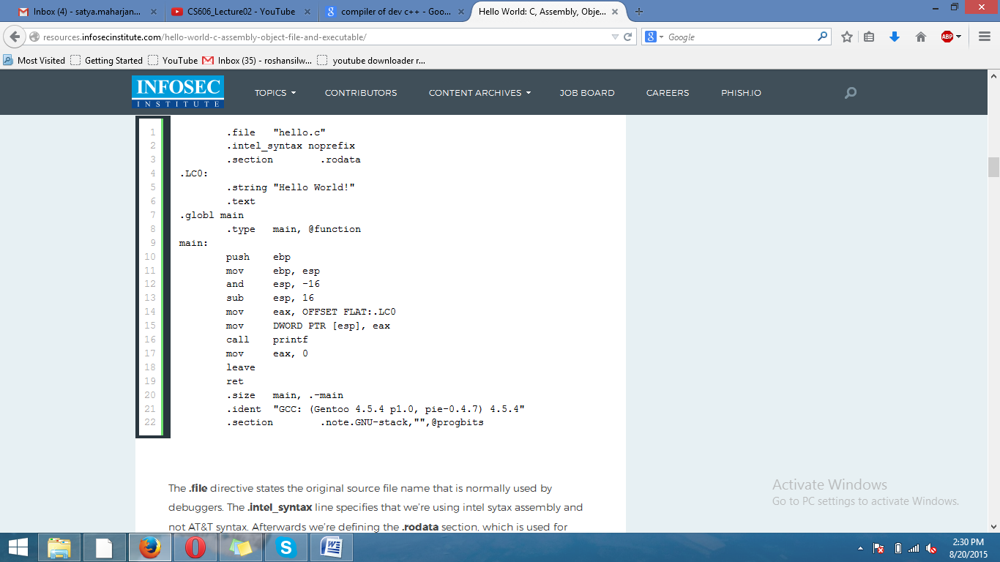 Inbox (4) - satya.maharjan...
CS606_Lecture02 - YouTube
compiler of dev c++ - Goo...
Hello World: C, Assembly, Obje...
resources.infosecinstitute.com/hello-world-c-assembly-object-file-and-executable/
Google
ABP
Most Visited
Getting Started
YouTube
Inbox (35) - roshansilw...
youtube downloader r...
INFOSEC
INSTITUTE
TOPICS
CONTRIBUTORS
CONTENT ARCHIVES
JOB BOARD
CAREERS
PHISH.IO
1 .file "hello.c"
2 .intel_syntax noprefix
3 .section .rodata
4 .LC0:
5 .string "Hello World!"
6 .text
7 .globl main
8 .type main, @function
9 main:
10 push ebp
11 mov ebp, esp
12 and esp, -16
13 sub esp, 16
14 mov eax, OFFSET FLAT:.LC0
15 mov DWORD PTR [esp], eax
16 call printf
17 mov eax, 0
18 leave
19 ret
20 .size main, .-main
21 .ident "GCC: (Gentoo 4.5.4 p1.0, pie-0.4.7) 4.5.4"
22 .section .note.GNU-stack,"",@progbits
The .file directive states the original source file name that is normally used by
debuggers. The .intel_syntax line specifies that we're using intel sytax assembly and
not AT&T syntax. Afterwards we're defining the .rodata section, which is used for
Activate Windows
Go to PC settings to activate Windows.
2:30 PM
8/20/2015